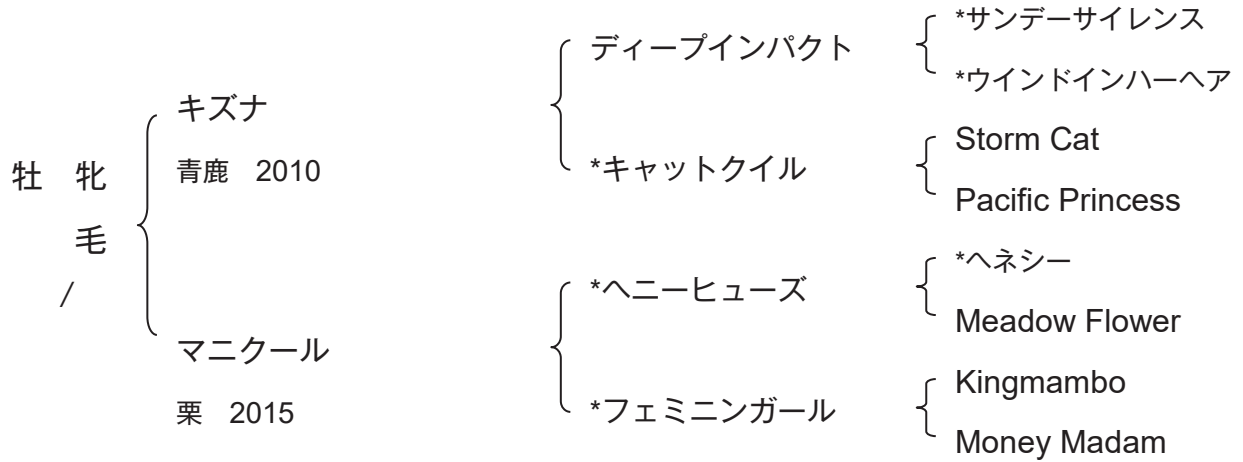 牡　牝
毛
/
キズナ
青鹿　2010
マニクール
栗　2015
ディープインパクト
*キャットクイル
*ヘニーヒューズ
*フェミニンガール
*サンデーサイレンス
*ウインドインハーヘア
Storm Cat
Pacific Princess
*ヘネシー
Meadow Flower
Kingmambo
Money Madam